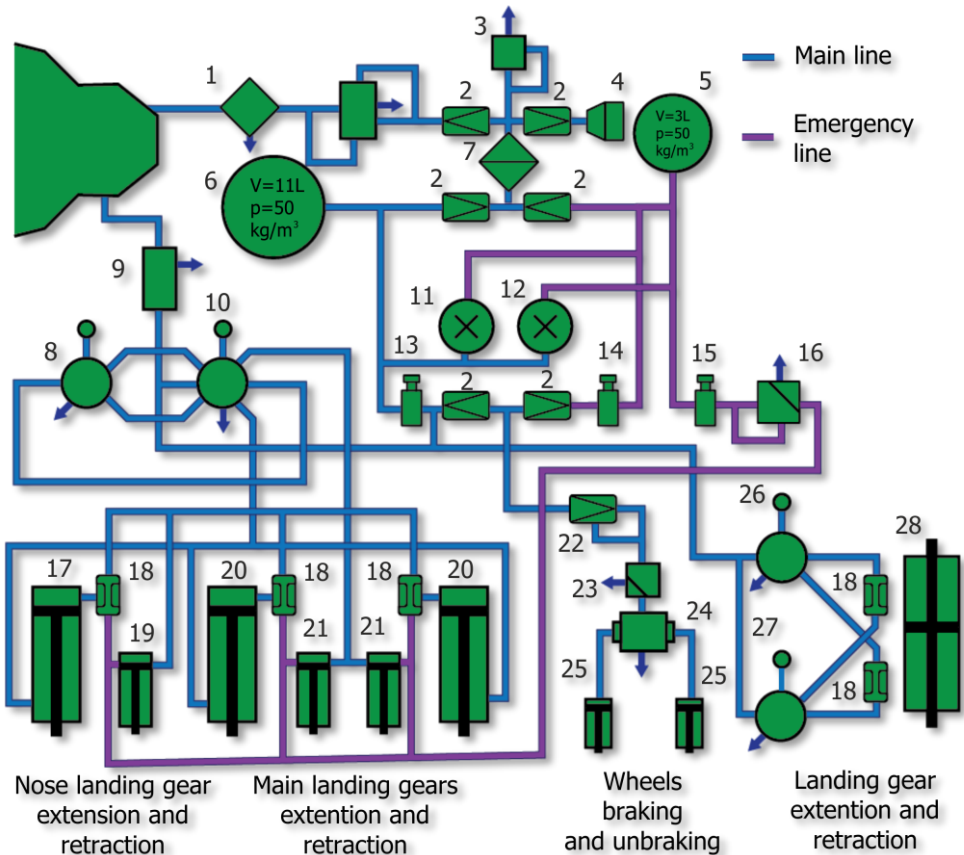 3
Main line
1
2
2
4
5
V=3L
p=50
kg/m³
Emergency
line
7
6
2
2
V=11L
p=50
kg/m³
9
10
11
12
8
13
2
2
14
15
16
26
28
17
18
20
18
18
20
22
18
19
21
21
23
24
27
25
25
18
Nose landing gear
extension and
retraction
Main landing gears
extention and
retraction
Wheels
braking
and unbraking
Landing gear
extention and
retraction